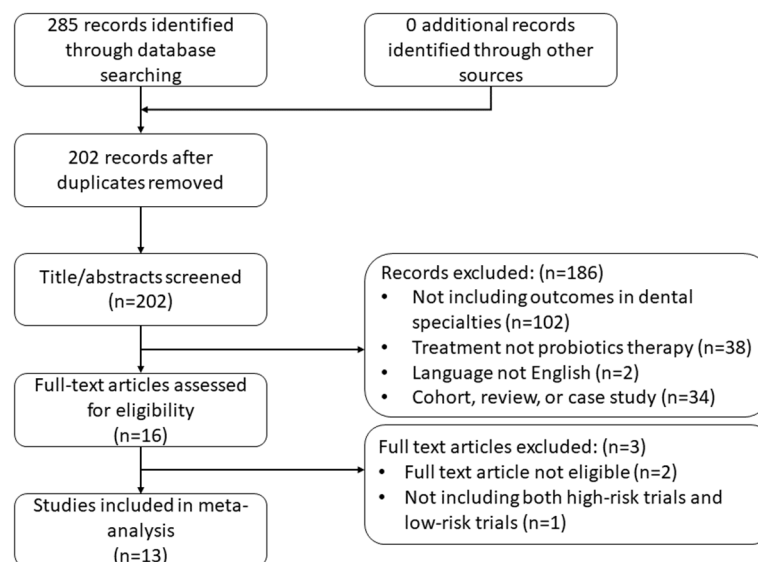 285 records identified
through database
searching
0 additional records
identified through other
sources
202 records after
duplicates removed
Title/abstracts screened
(n=202)
Records excluded: (n=186)
• Not including outcomes in dental
specialties (n=102)
• Treatment not probiotics therapy (n=38)
• Language not English (n=2)
• Cohort, review, or case study (n=34)
Full-text articles assessed
for eligibility
(n=16)
Full text articles excluded: (n=3)
• Full text article not eligible (n=2)
• Not including both high-risk trials and
low-risk trials (n=1)
Studies included in meta-
analysis
(n=13)